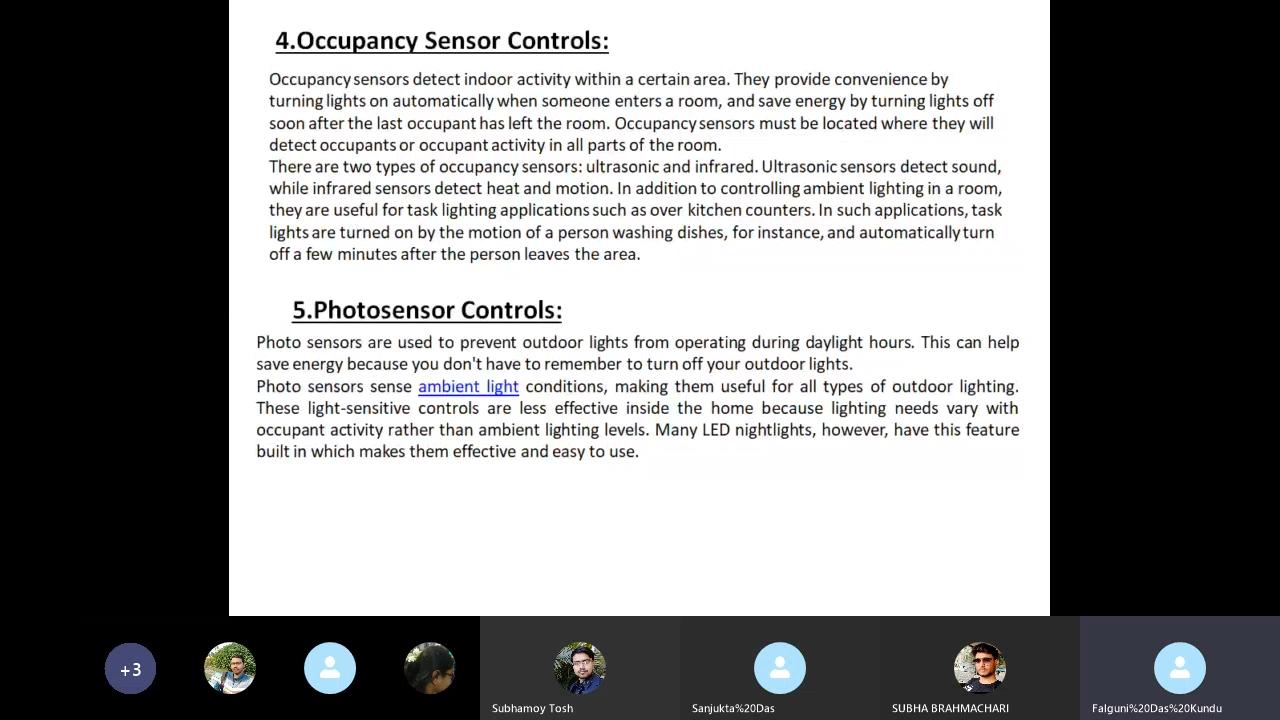 4.Occupancy Sensor Controls:
Occupancy sensors detect indoor activity within a certain area. They provide convenience by
turning lights on automatically when someone enters a room, and save energy by turning lights off
soon after the last occupant has left the room. Occupancy sensors must be located where they will
detect occupants or occupant activity in all parts of the room.
There are two types of occupancy sensors: ultrasonic and infrared. Ultrasonic sensors detect sound,
while infrared sensors detect heat and motion. In addition to controlling ambient lighting in a room,
they are useful for task lighting applications such as over kitchen counters. In such applications, task
lights are turned on by the motion of a person washing dishes, for instance, and automatically turn
off a few minutes after the person leaves the area.
5.Photosensor Controls:
Photo sensors are used to prevent outdoor lights from operating during daylight hours. This can help
save energy because you don't have to remember to turn off your outdoor lights.
Photo sensors sense ambient light conditions, making them useful for all types of outdoor lighting.
These light-sensitive controls are less effective inside the home because lighting needs vary with
occupant activity rather than ambient lighting levels. Many LED nightlights, however, have this feature
built in which makes them effective and easy to use.
+3
Subhamoy Tosh
Sanjukta%20Das
SUBHA BRAHMACHARI
Falguni%20Das%20Kundu